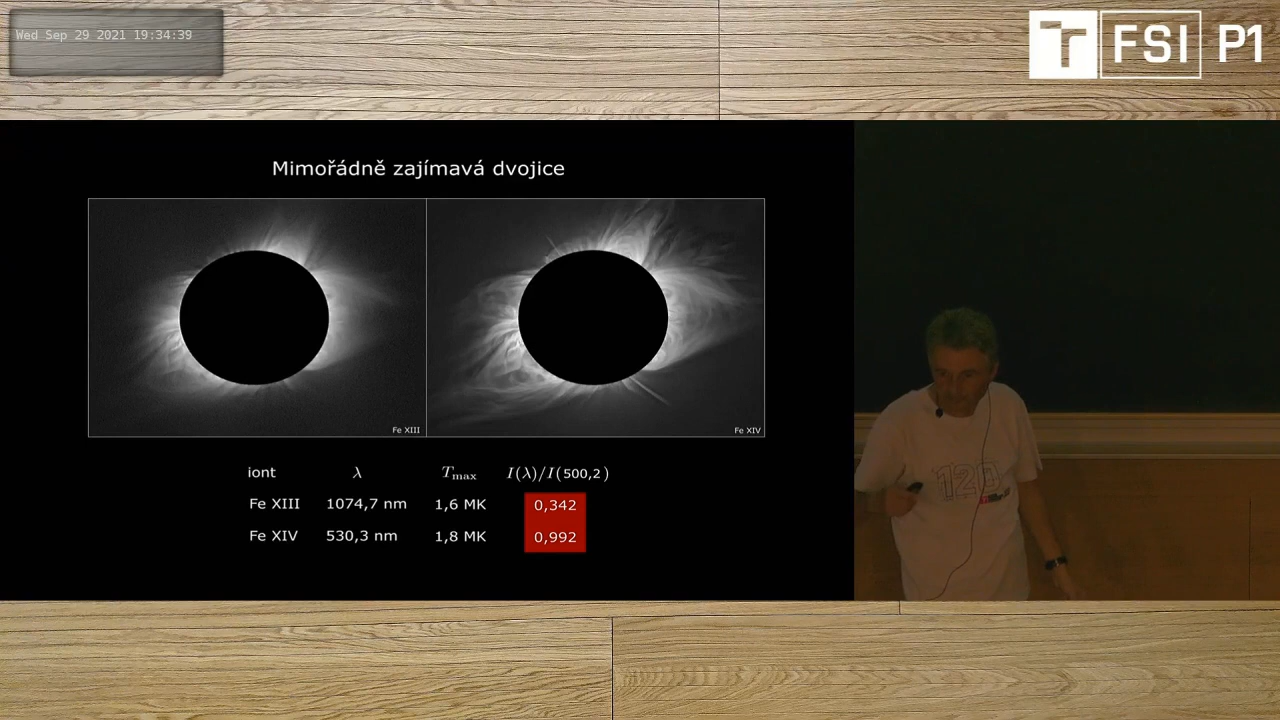 Wed Sep 29 2021 19:34:39
FSI P1
Mimořádně zajímavá dvojice
Fe XIII
Fe XIV
iont λ Tmax I(λ)/I(500,2)
Fe XIII 1074,7 nm 1,6 MK 0,342
Fe XIV 530,3 nm 1,8 MK 0,992
120